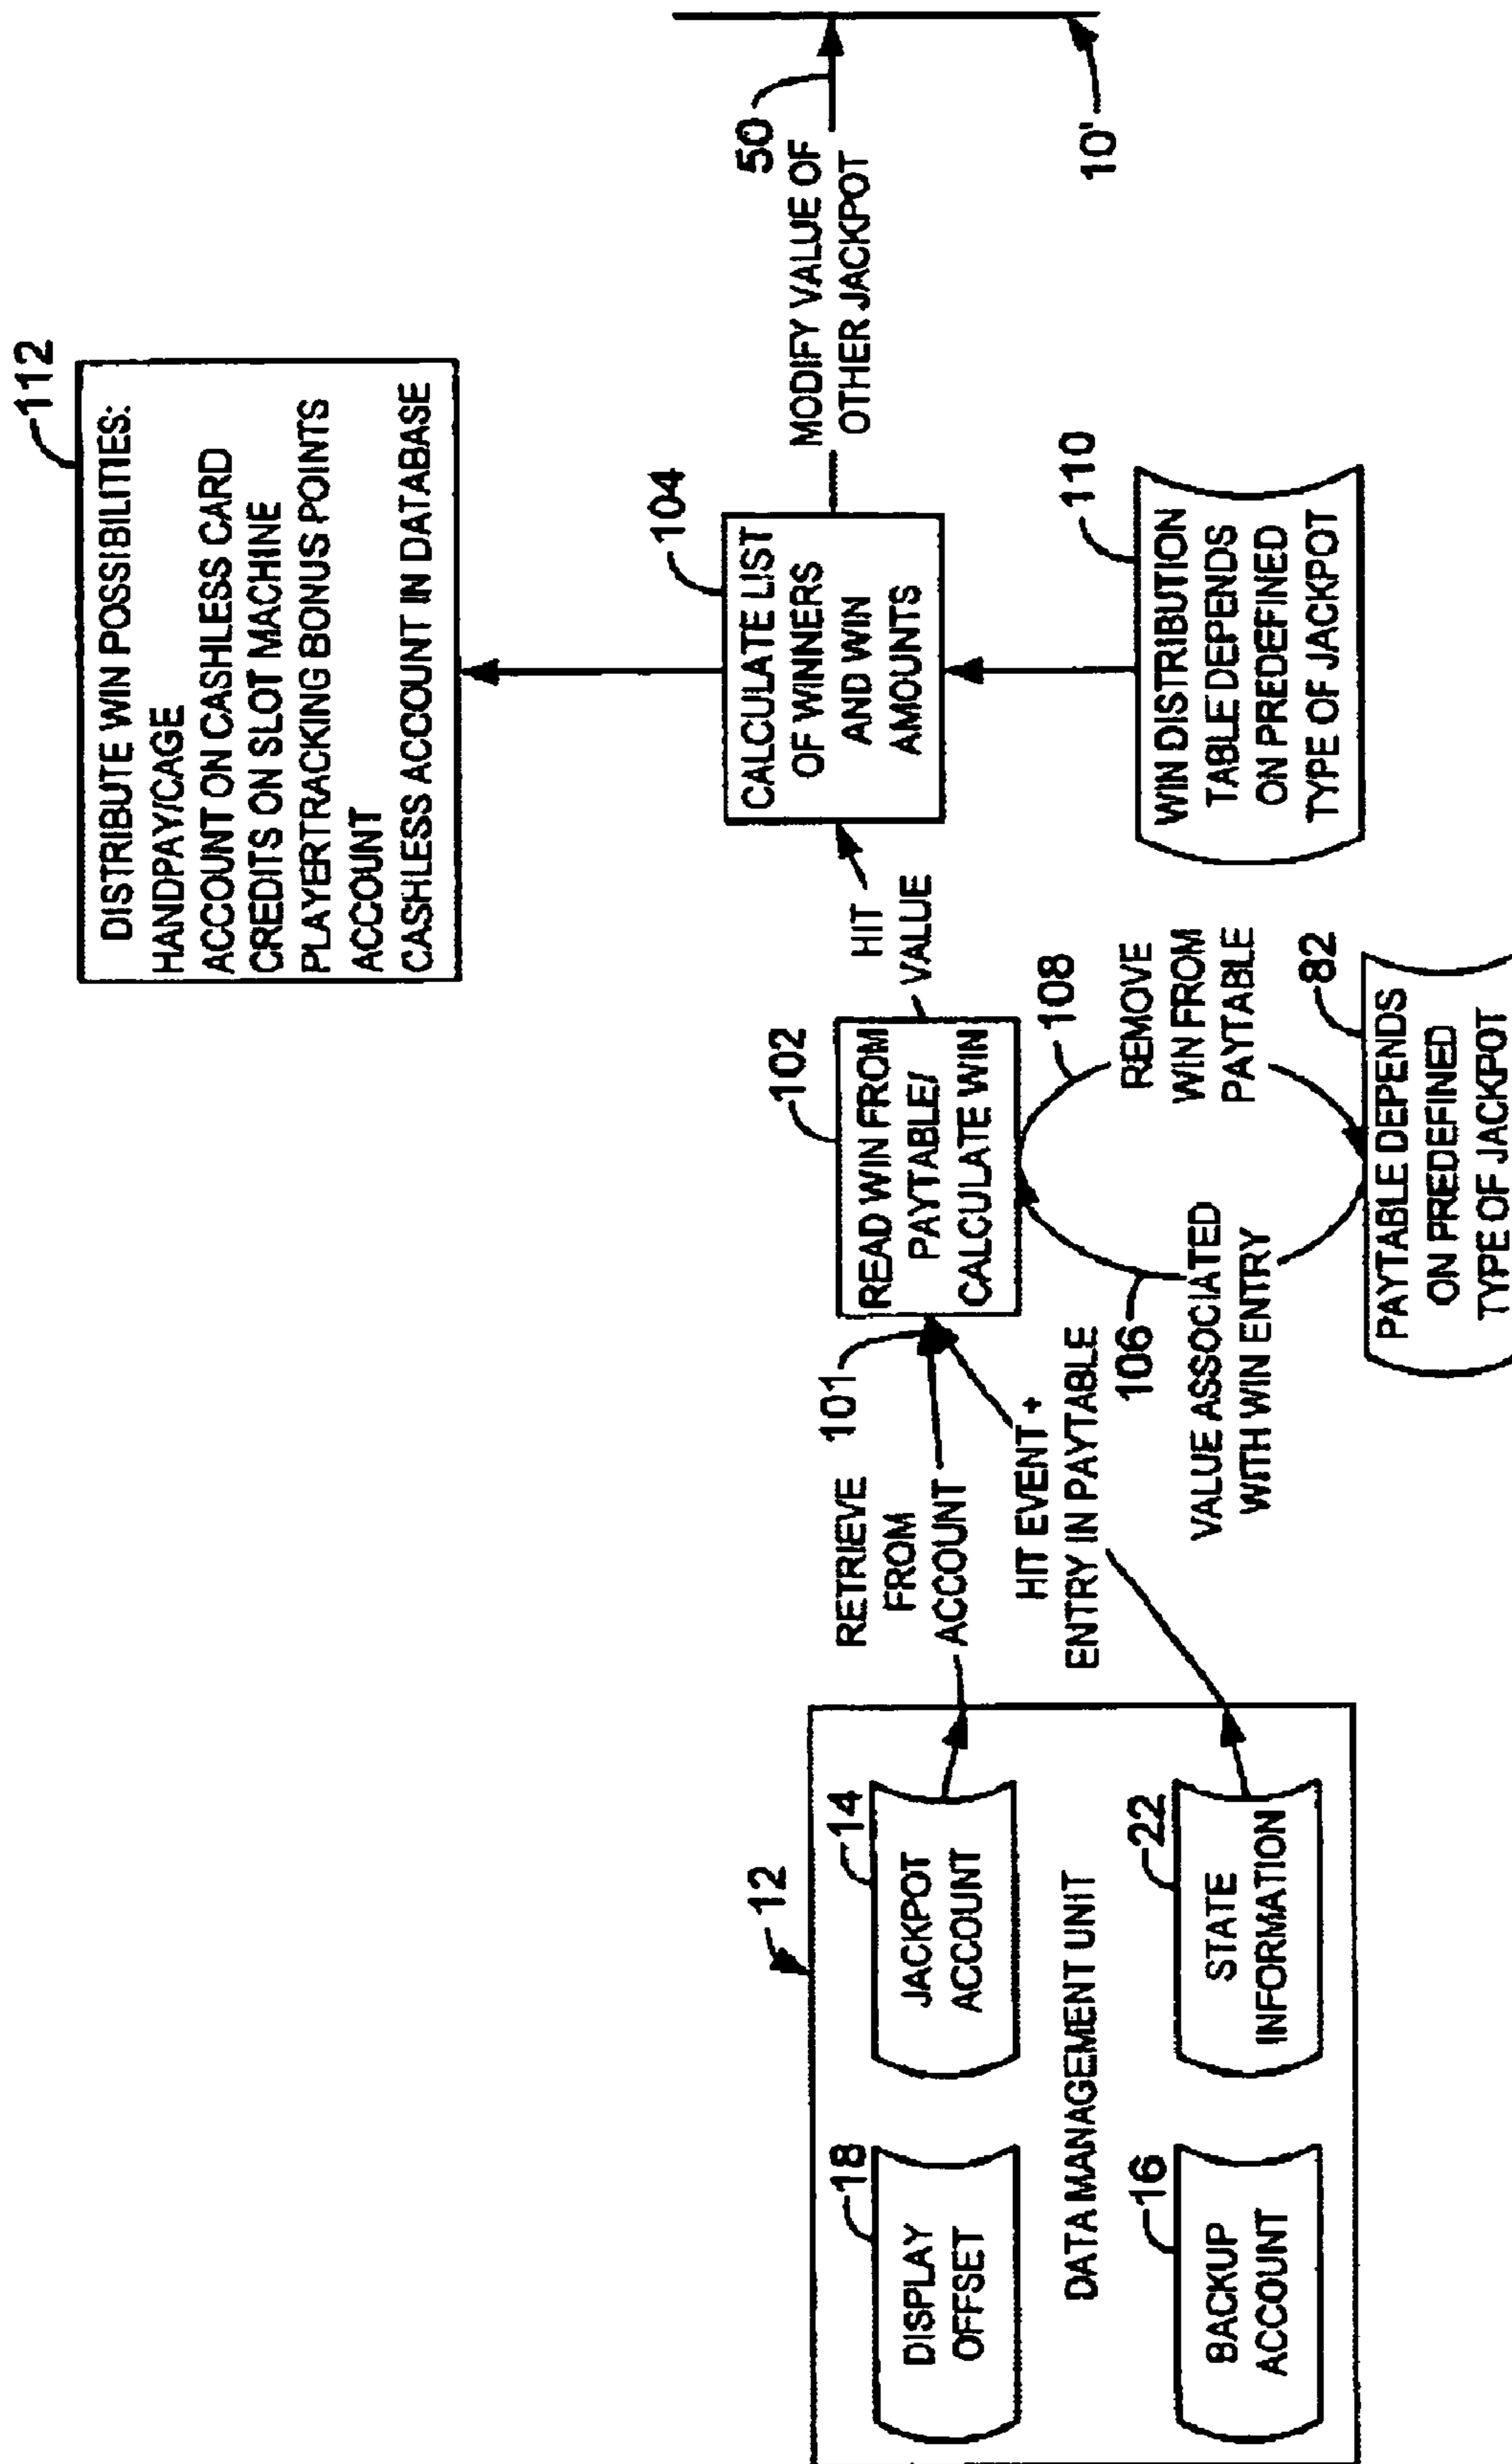 12
18
DISPLAY
OFFSET
14
JACKPOT
ACCOUNT
DATA MANAGEMENT UNIT
16
BACKUP
ACCOUNT
22
STATE
INFORMATION
RETRIEVE
FROM
ACCOUNT
101
HIT EVENT +
ENTRY IN PAYTABLE
102
READ WIN FROM
PAYTABLE/
CALCULATE WIN
106
VALUE ASSOCIATED
WITH WIN ENTRY
108
REMOVE
WIN FROM
PAYTABLE
82
PAYTABLE DEPENDS
ON PREDEFINED
TYPE OF JACKPOT
HIT
VALUE
104
CALCULATE LIST
OF WINNERS
AND WIN
AMOUNTS
110
WIN DISTRIBUTION
TABLE DEPENDS
ON PREDEFINED
TYPE OF JACKPOT
112
DISTRIBUTE WIN POSSIBILITIES:
HANDPAY/CAGE
ACCOUNT ON CASHLESS CARD
CREDITS ON SLOT MACHINE
PLAYERTRACKING BONUS POINTS
ACCOUNT
CASHLESS ACCOUNT IN DATABASE
50
MODIFY VALUE OF
OTHER JACKPOT
10'